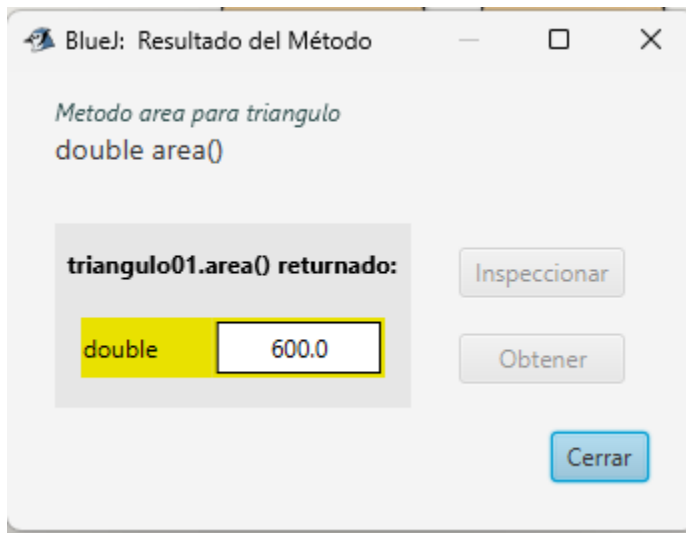 BlueJ: Resultado del Método
Metodo area para triangulo
double area()
triangulo01.area() returnado:
Inspeccionar
double 600.0
Obtener
Cerrar